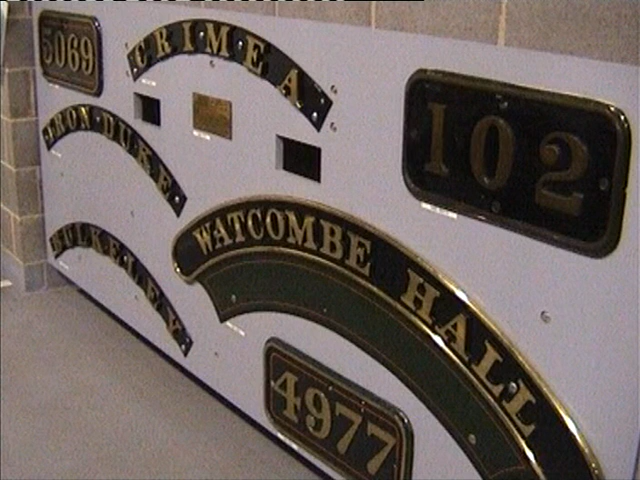 5069
CRIMEA
IRON DUKE
BULKELEY
102
WATCOMBE HALL
4977